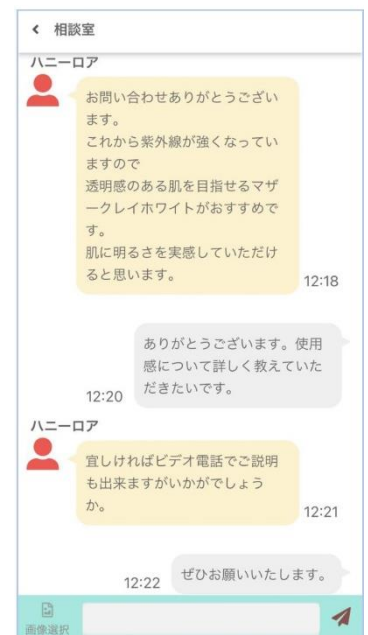 相談室
ハニーロア
お問い合わせありがとうござい
ます。
これから紫外線が強くなってい
ますので
透明感のある肌を目指せるマザ
ークレイホワイトがおすすめで
す。
肌に明るさを実感していただけ
ると思います。
12:18
ありがとうございます。使用
感について詳しく教えていた
だきたいです。
12:20
ハニーロア
宜しければビデオ電話でご説明
も出来ますがいかがでしょう
か。
12:21
ぜひお願いいたします。
12:22
画像選択